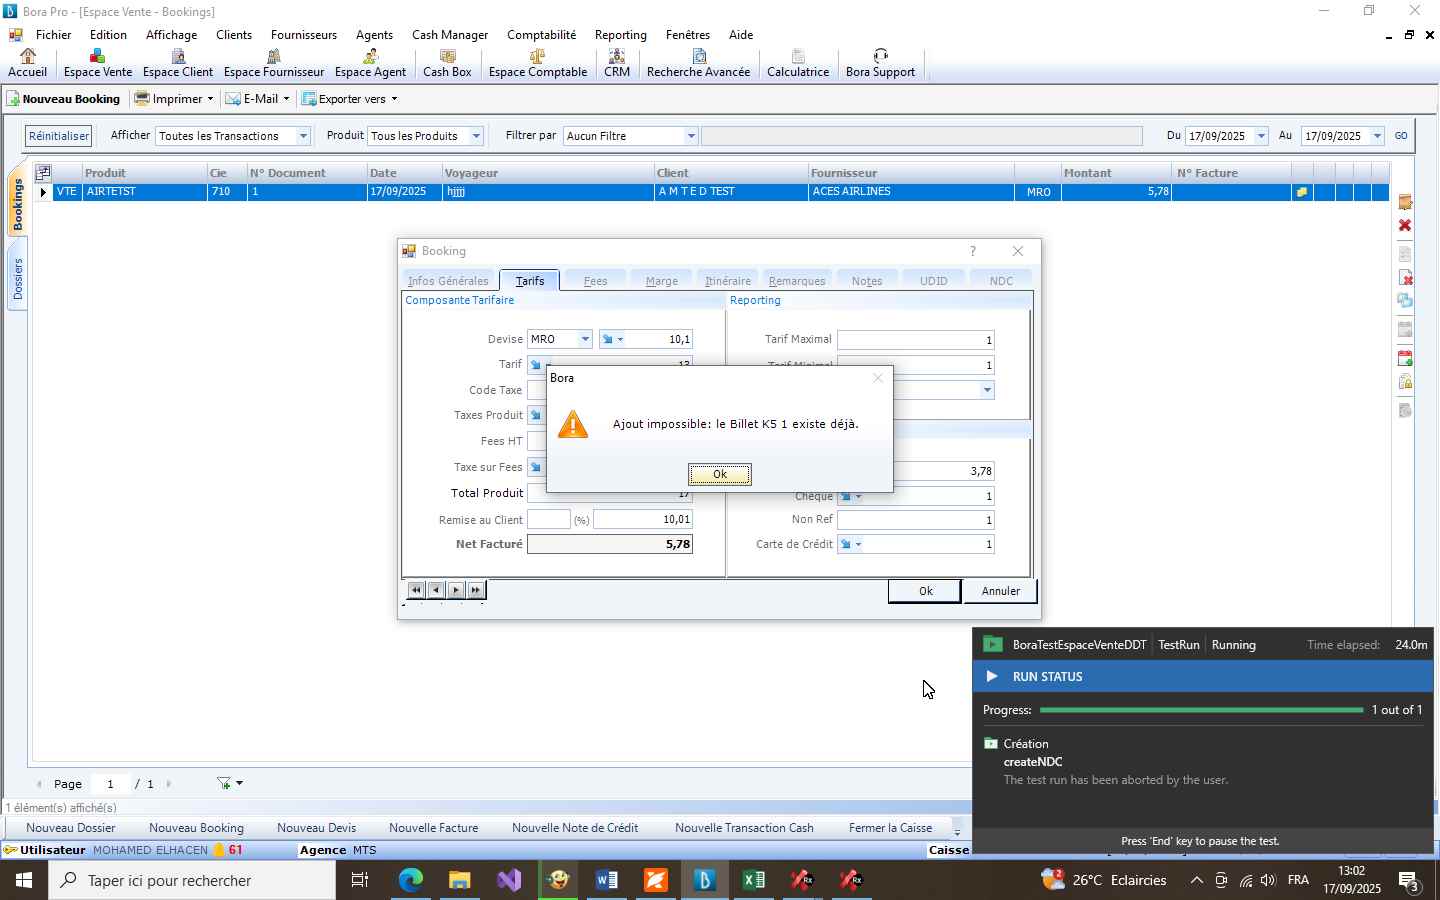 Bora Pro - [Espace Vente - Bookings]
Fichier Edition Affichage Clients Fournisseurs Agents Cash Manager Comptabilité Reporting Fenêtres Aide
Accueil Espace Vente Espace Client Espace Fournisseur Espace Agent Cash Box Espace Comptable CRM Recherche Avancée Calculatrice Bora Support
Nouveau Booking Imprimer E-Mail Exporter vers
Réinitialiser Afficher Toutes les Transactions Produit Tous les Produits Filtrer par Aucun Filtre Du 17/09/2025 Au 17/09/2025 GO
Produit Cie N° Document Date Voyageur Client Fournisseur Montant N° Facture
VTE AIRTETST 710 1 17/09/2025 hjjjj A M T E D TEST ACES AIRLINES MRO 5,78
Bookings
Dossiers
Booking ?
Infos Générales Tarifs Fees Marge Itinéraire Remarques Notes UDID NDC
Composante Tarifaire Reporting
Devise MRO 10,1 Tarif Maximal 1
Tarif 13 Tarif Minimal 1
Code Taxe
Taxes Produit
Fees HT
Taxe sur Fees 3,78
Total Produit 17 Chèque 1
Remise au Client (%) 10,01 Non Ref 1
Net Facturé 5,78 Carte de Crédit 1
Ok Annuler
Bora
Ajout impossible: le Billet K5 1 existe déjà.
Ok
BoraTestEspaceVenteDDT TestRun Running Time elapsed: 24.0m
RUN STATUS
Progress: 1 out of 1
Création
createNDC
The test run has been aborted by the user.
Press 'End' key to pause the test.
Page 1 / 1
1 élément(s) affiché(s)
Nouveau Dossier Nouveau Booking Nouveau Devis Nouvelle Facture Nouvelle Note de Crédit Nouvelle Transaction Cash Fermer la Caisse
Utilisateur MOHAMED ELHACEN 61 Agence MTS Caisse
Taper ici pour rechercher
26°C Eclaircies FRA 13:02
17/09/2025
3